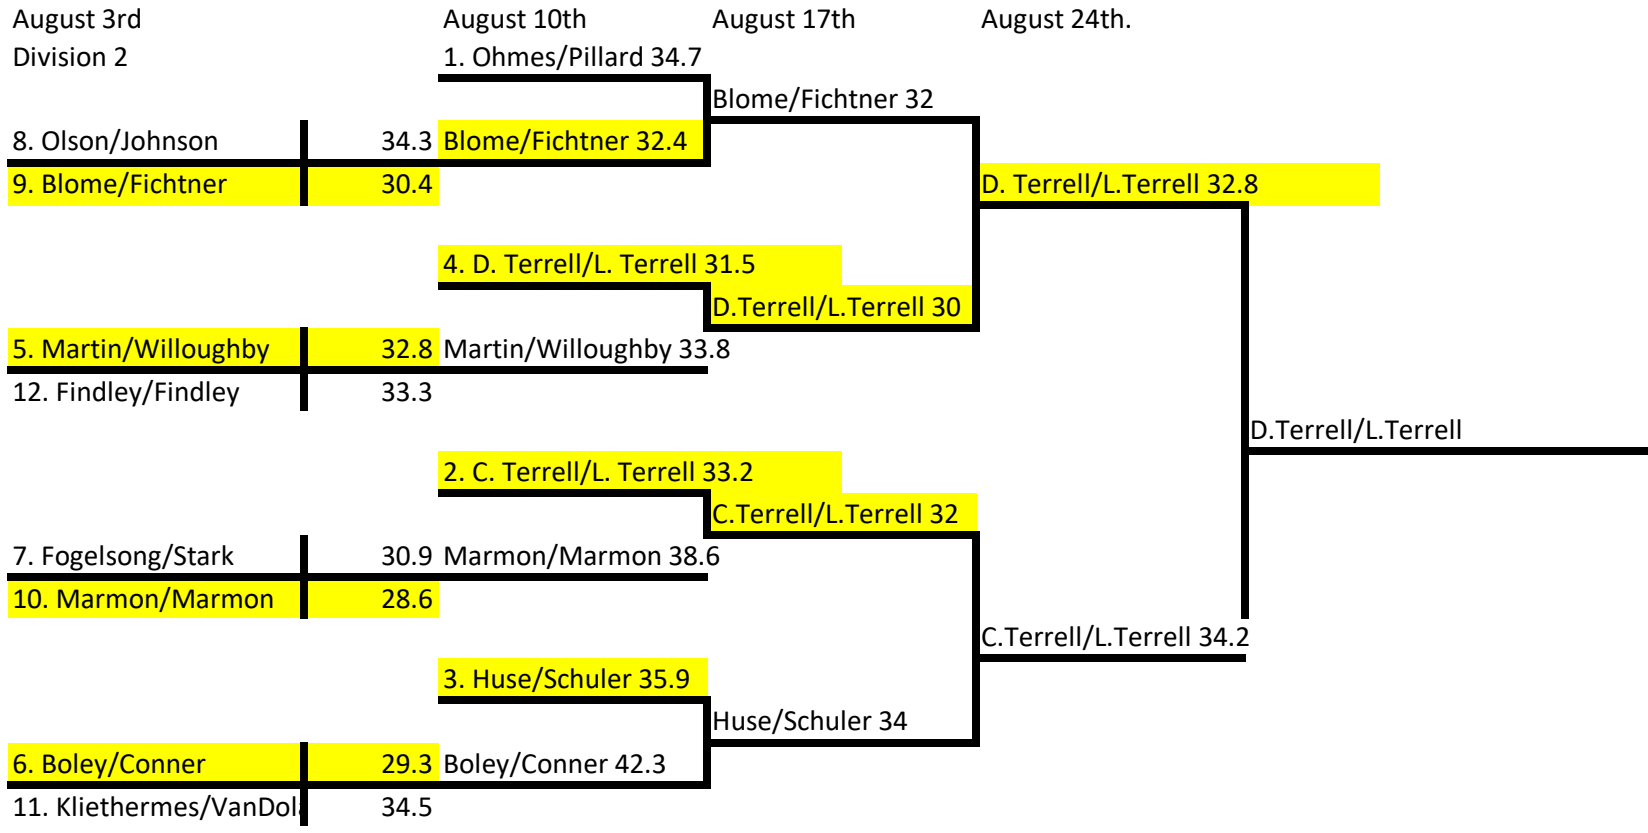 August 3rd August 10th August 17th August 24th.
Division 2 1. Ohmes/Pillard 34.7
Blome/Fichtner 32
8. Olson/Johnson 34.3 Blome/Fichtner 32.4
9. Blome/Fichtner 30.4 D. Terrell/L.Terrell 32.8
4. D. Terrell/L. Terrell 31.5
D.Terrell/L.Terrell 30
5. Martin/Willoughby 32.8 Martin/Willoughby 33.8
12. Findley/Findley 33.3
D.Terrell/L.Terrell
2. C. Terrell/L. Terrell 33.2
C.Terrell/L.Terrell 32
7. Fogelsong/Stark 30.9 Marmon/Marmon 38.6
10. Marmon/Marmon 28.6
C.Terrell/L.Terrell 34.2
3. Huse/Schuler 35.9
Huse/Schuler 34
6. Boley/Conner 29.3 Boley/Conner 42.3
11. Kliethermes/VanDol 34.5